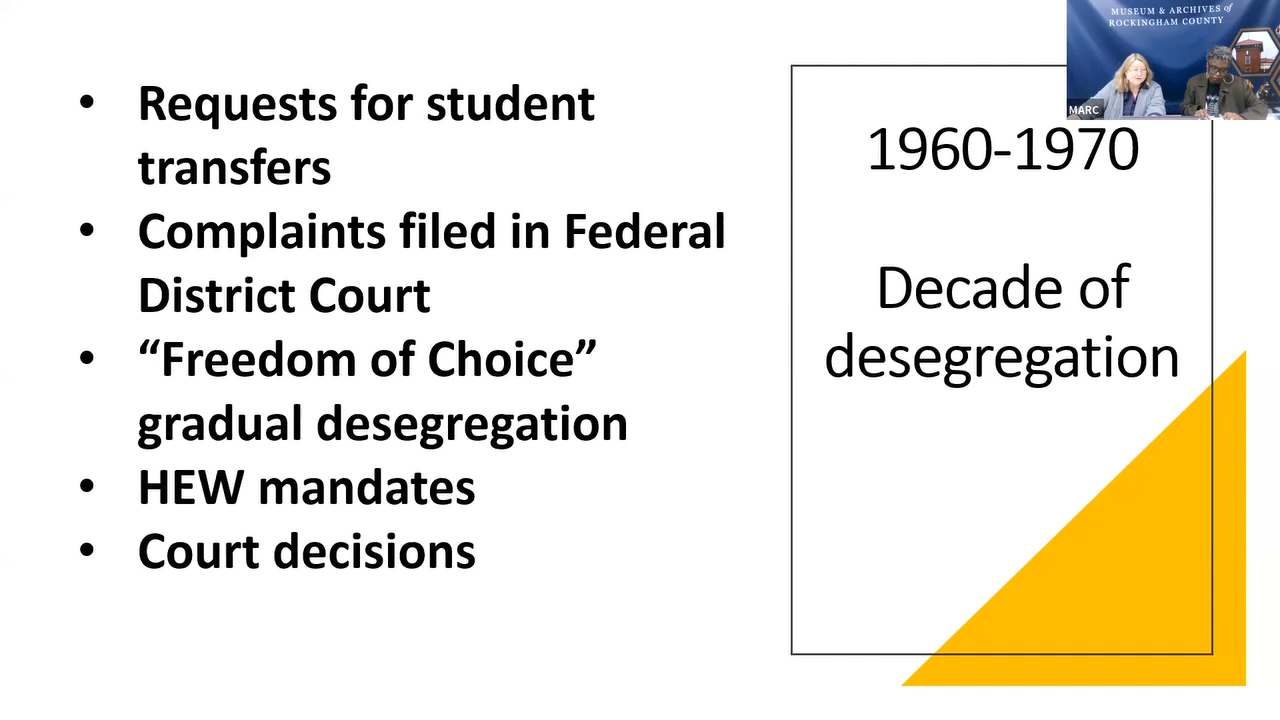 MUSEUM & ARCHIVES of
ROCKINGHAM COUNTY
MARC
• Requests for student
transfers
• Complaints filed in Federal
District Court
• “Freedom of Choice”
gradual desegregation
• HEW mandates
• Court decisions
1960-1970
Decade of
desegregation